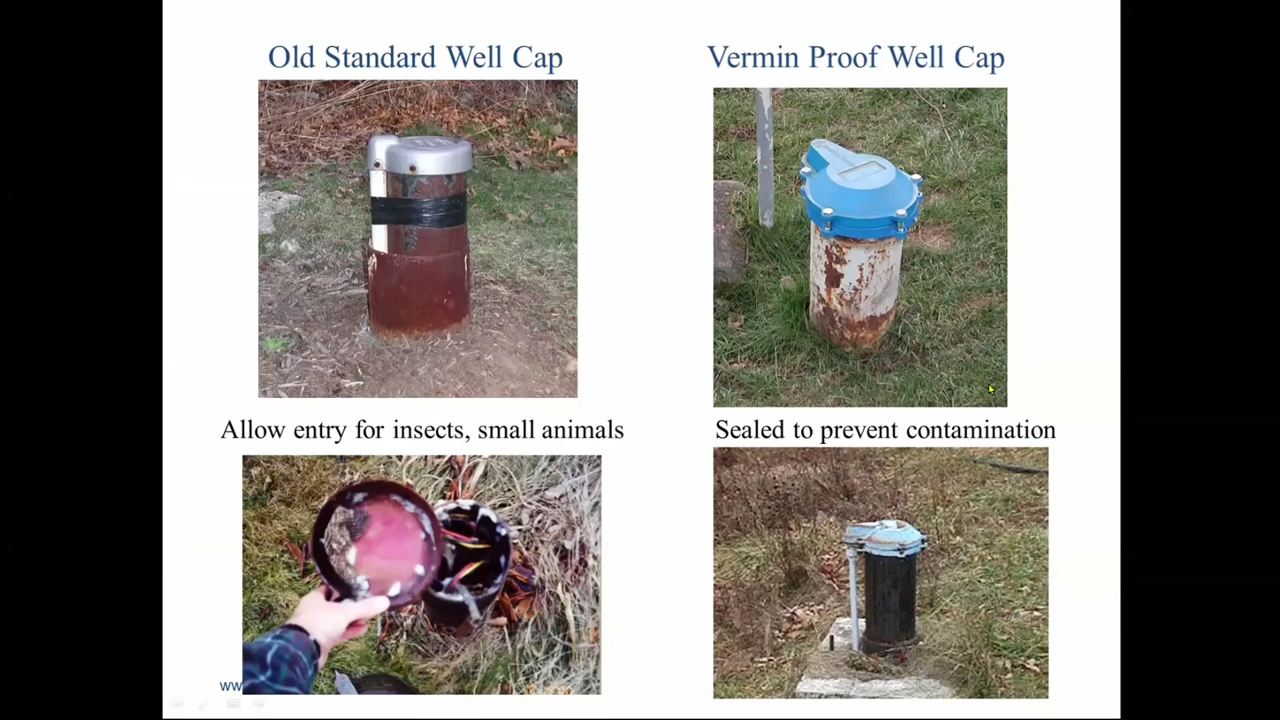 Old Standard Well Cap
Vermin Proof Well Cap
Allow entry for insects, small animals
Sealed to prevent contamination